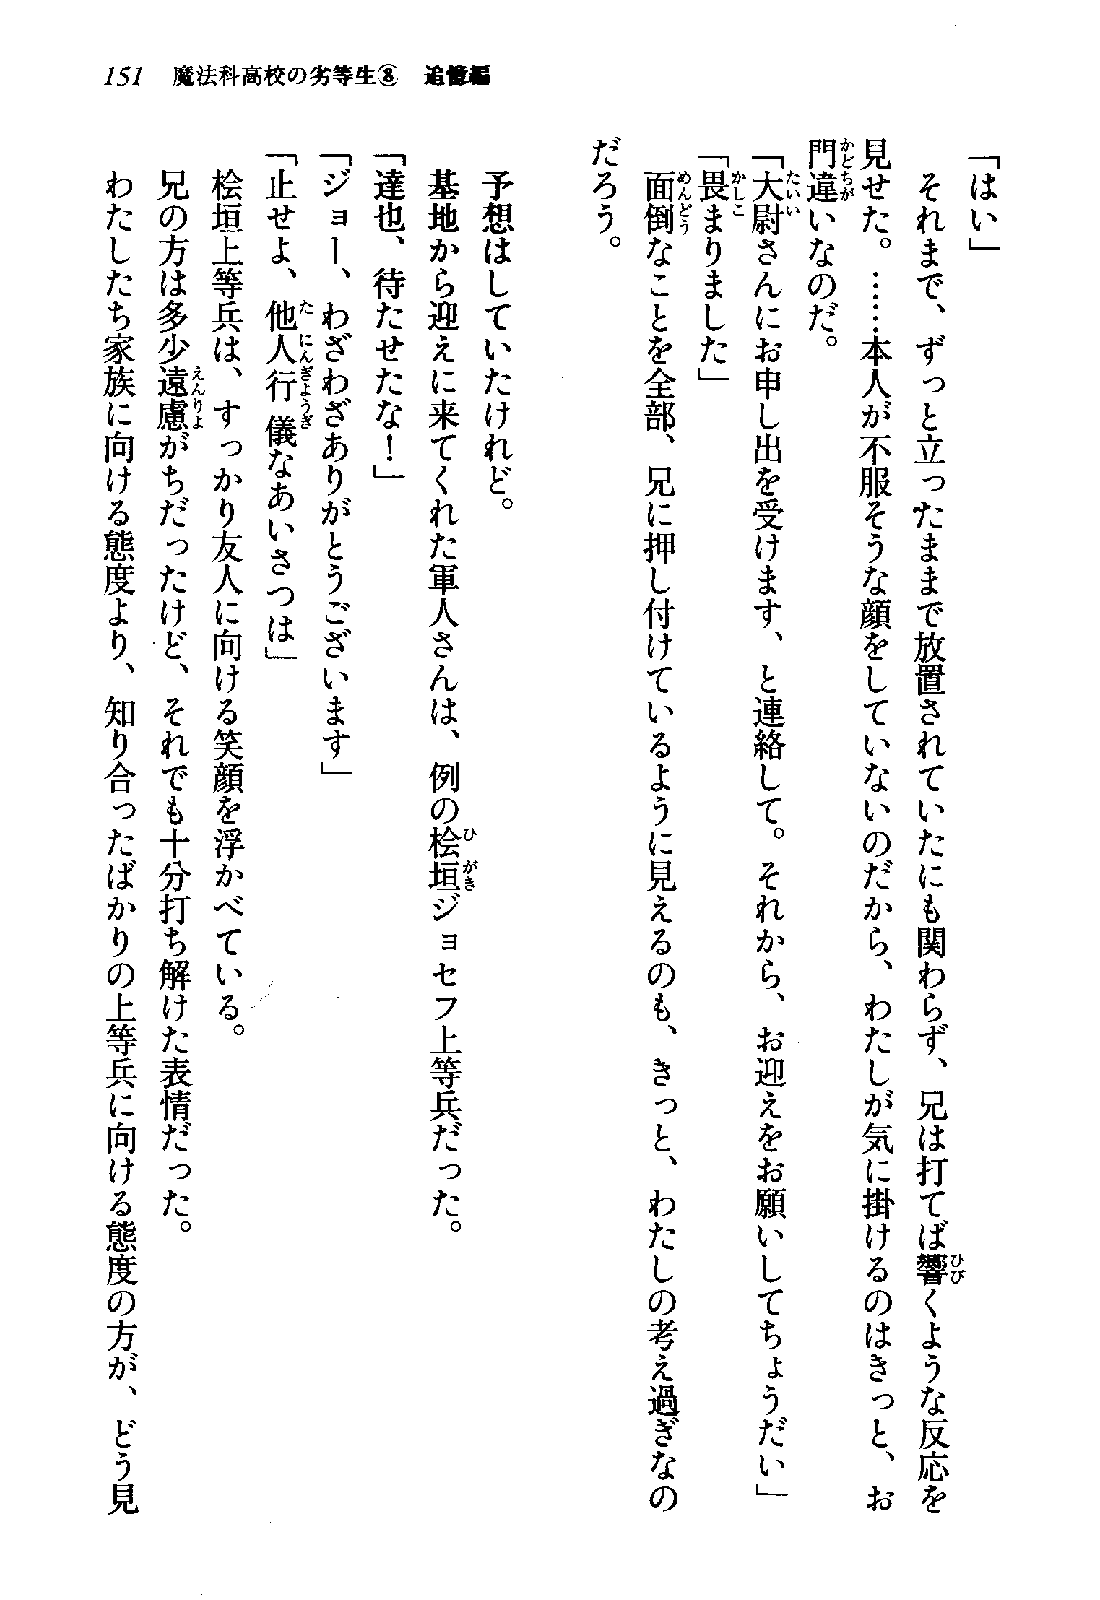 151 魔法科高校の劣等生⑧ 追憶編
「はい」
それまで、ずっと立ったままで放置されていたにも関わらず、兄は打てば響くような反応を
見せた。……本人が不服そうな顔をしていないのだから、わたしが気に掛けるのはきっと、お
門違いなのだ。
「大尉さんにお申し出を受けます、と連絡して。それから、お迎えをお願いしてちょうだい」
「畏まりました」
面倒なことを全部、兄に押し付けているように見えるのも、きっと、わたしの考え過ぎなの
だろう。
予想はしていたけれど。
基地から迎えに来てくれた軍人さんは、例の桧垣ジョセフ上等兵だった。
「達也、待たせたな！」
「ジョー、わざわざありがとうございます」
「止せよ、他人行儀なあいさつは」
桧垣上等兵は、すっかり友人に向ける笑顔を浮かべている。
兄の方は多少遠慮がちだったけど、それでも十分打ち解けた表情だった。
わたしたち家族に向ける態度より、知り合ったばかりの上等兵に向ける態度の方が、どう見